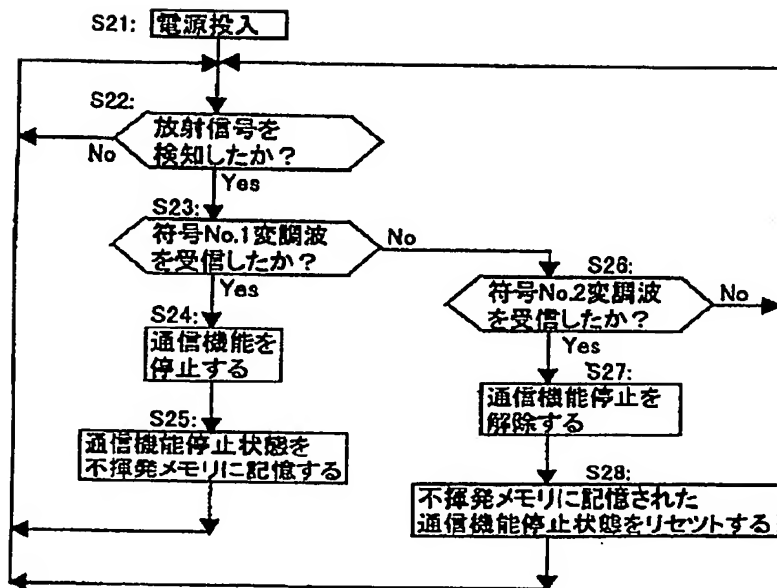 S21: 電源投入
S22:
放射信号を
検知したか?
No
Yes
S23:
符号No.1変調波
を受信したか?
No
Yes
S24:
通信機能を
停止する
S25:
通信機能停止状態を
不揮発メモリに記憶する
S26:
符号No.2変調波
を受信したか?
No
Yes
S27:
通信機能停止を
解除する
S28:
不揮発メモリに記憶された
通信機能停止状態をリセツトする